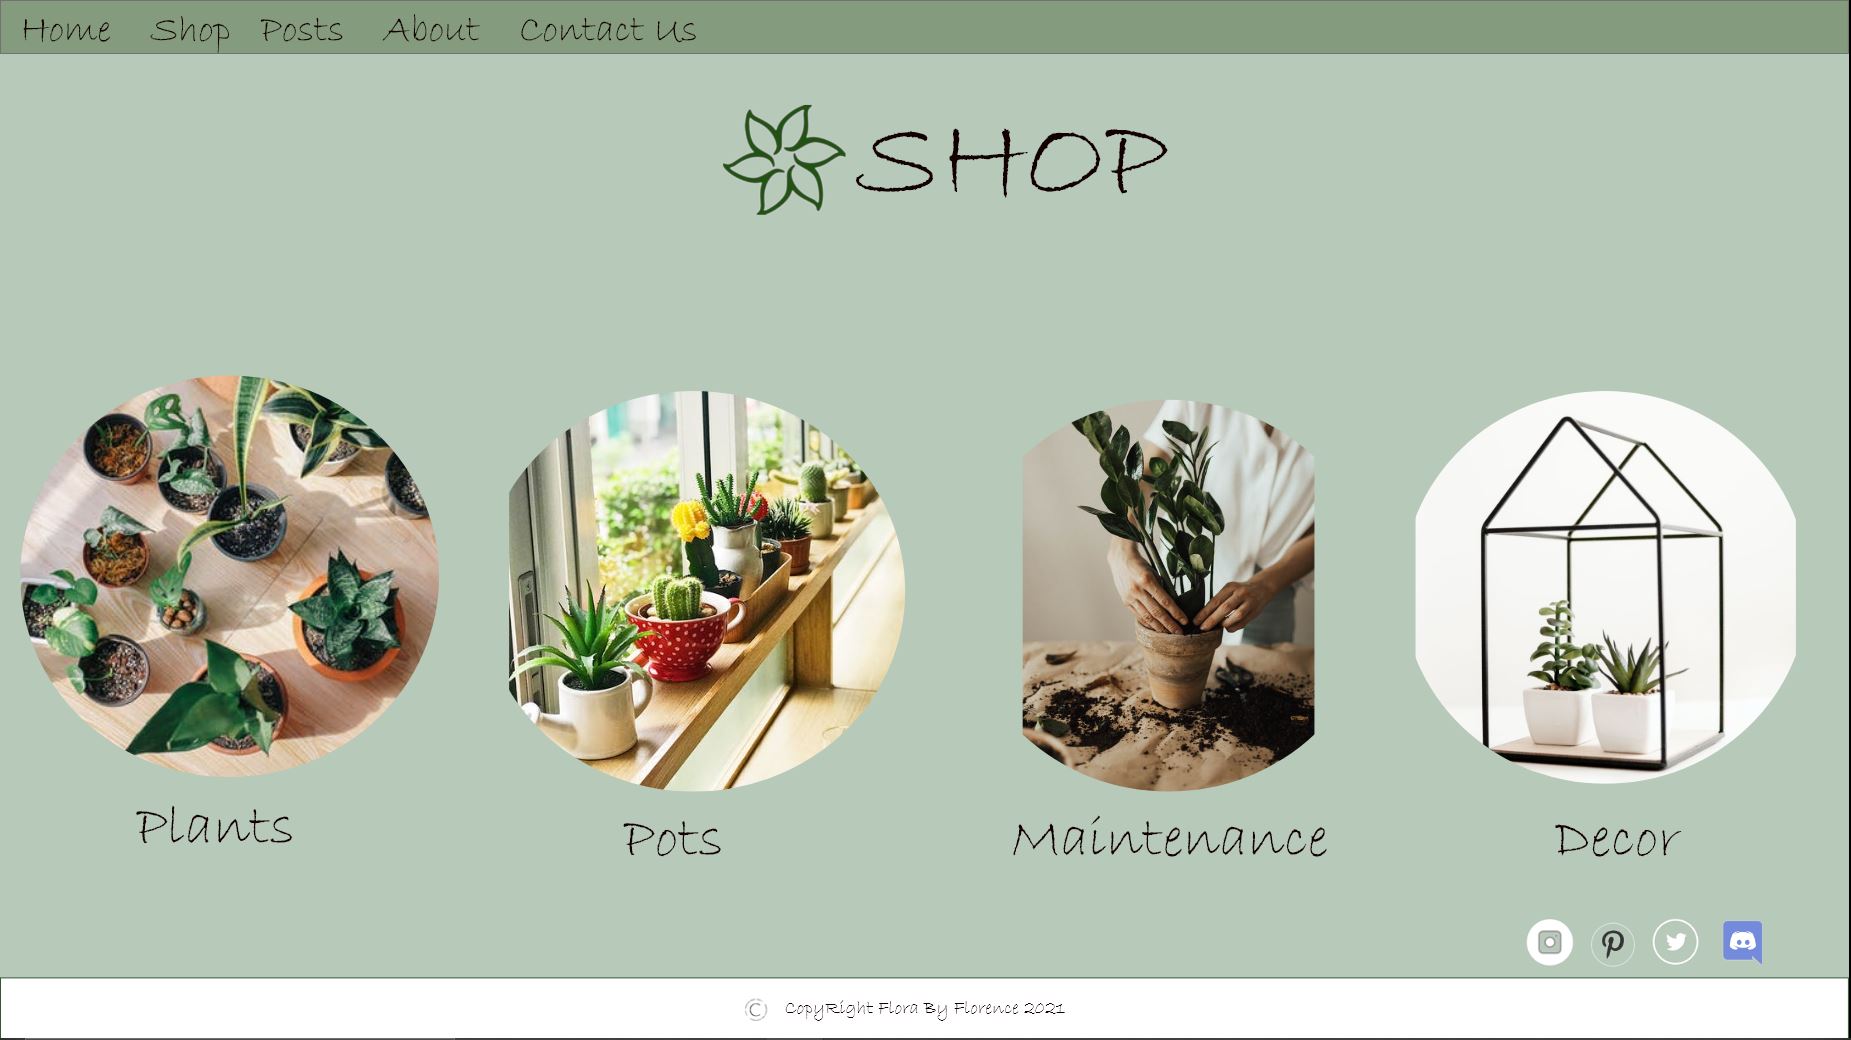 Home Shop Posts About Contact Us
SHOP
Plants Pots Maintenance Decor
© CopyRight Flora By Florence 2021